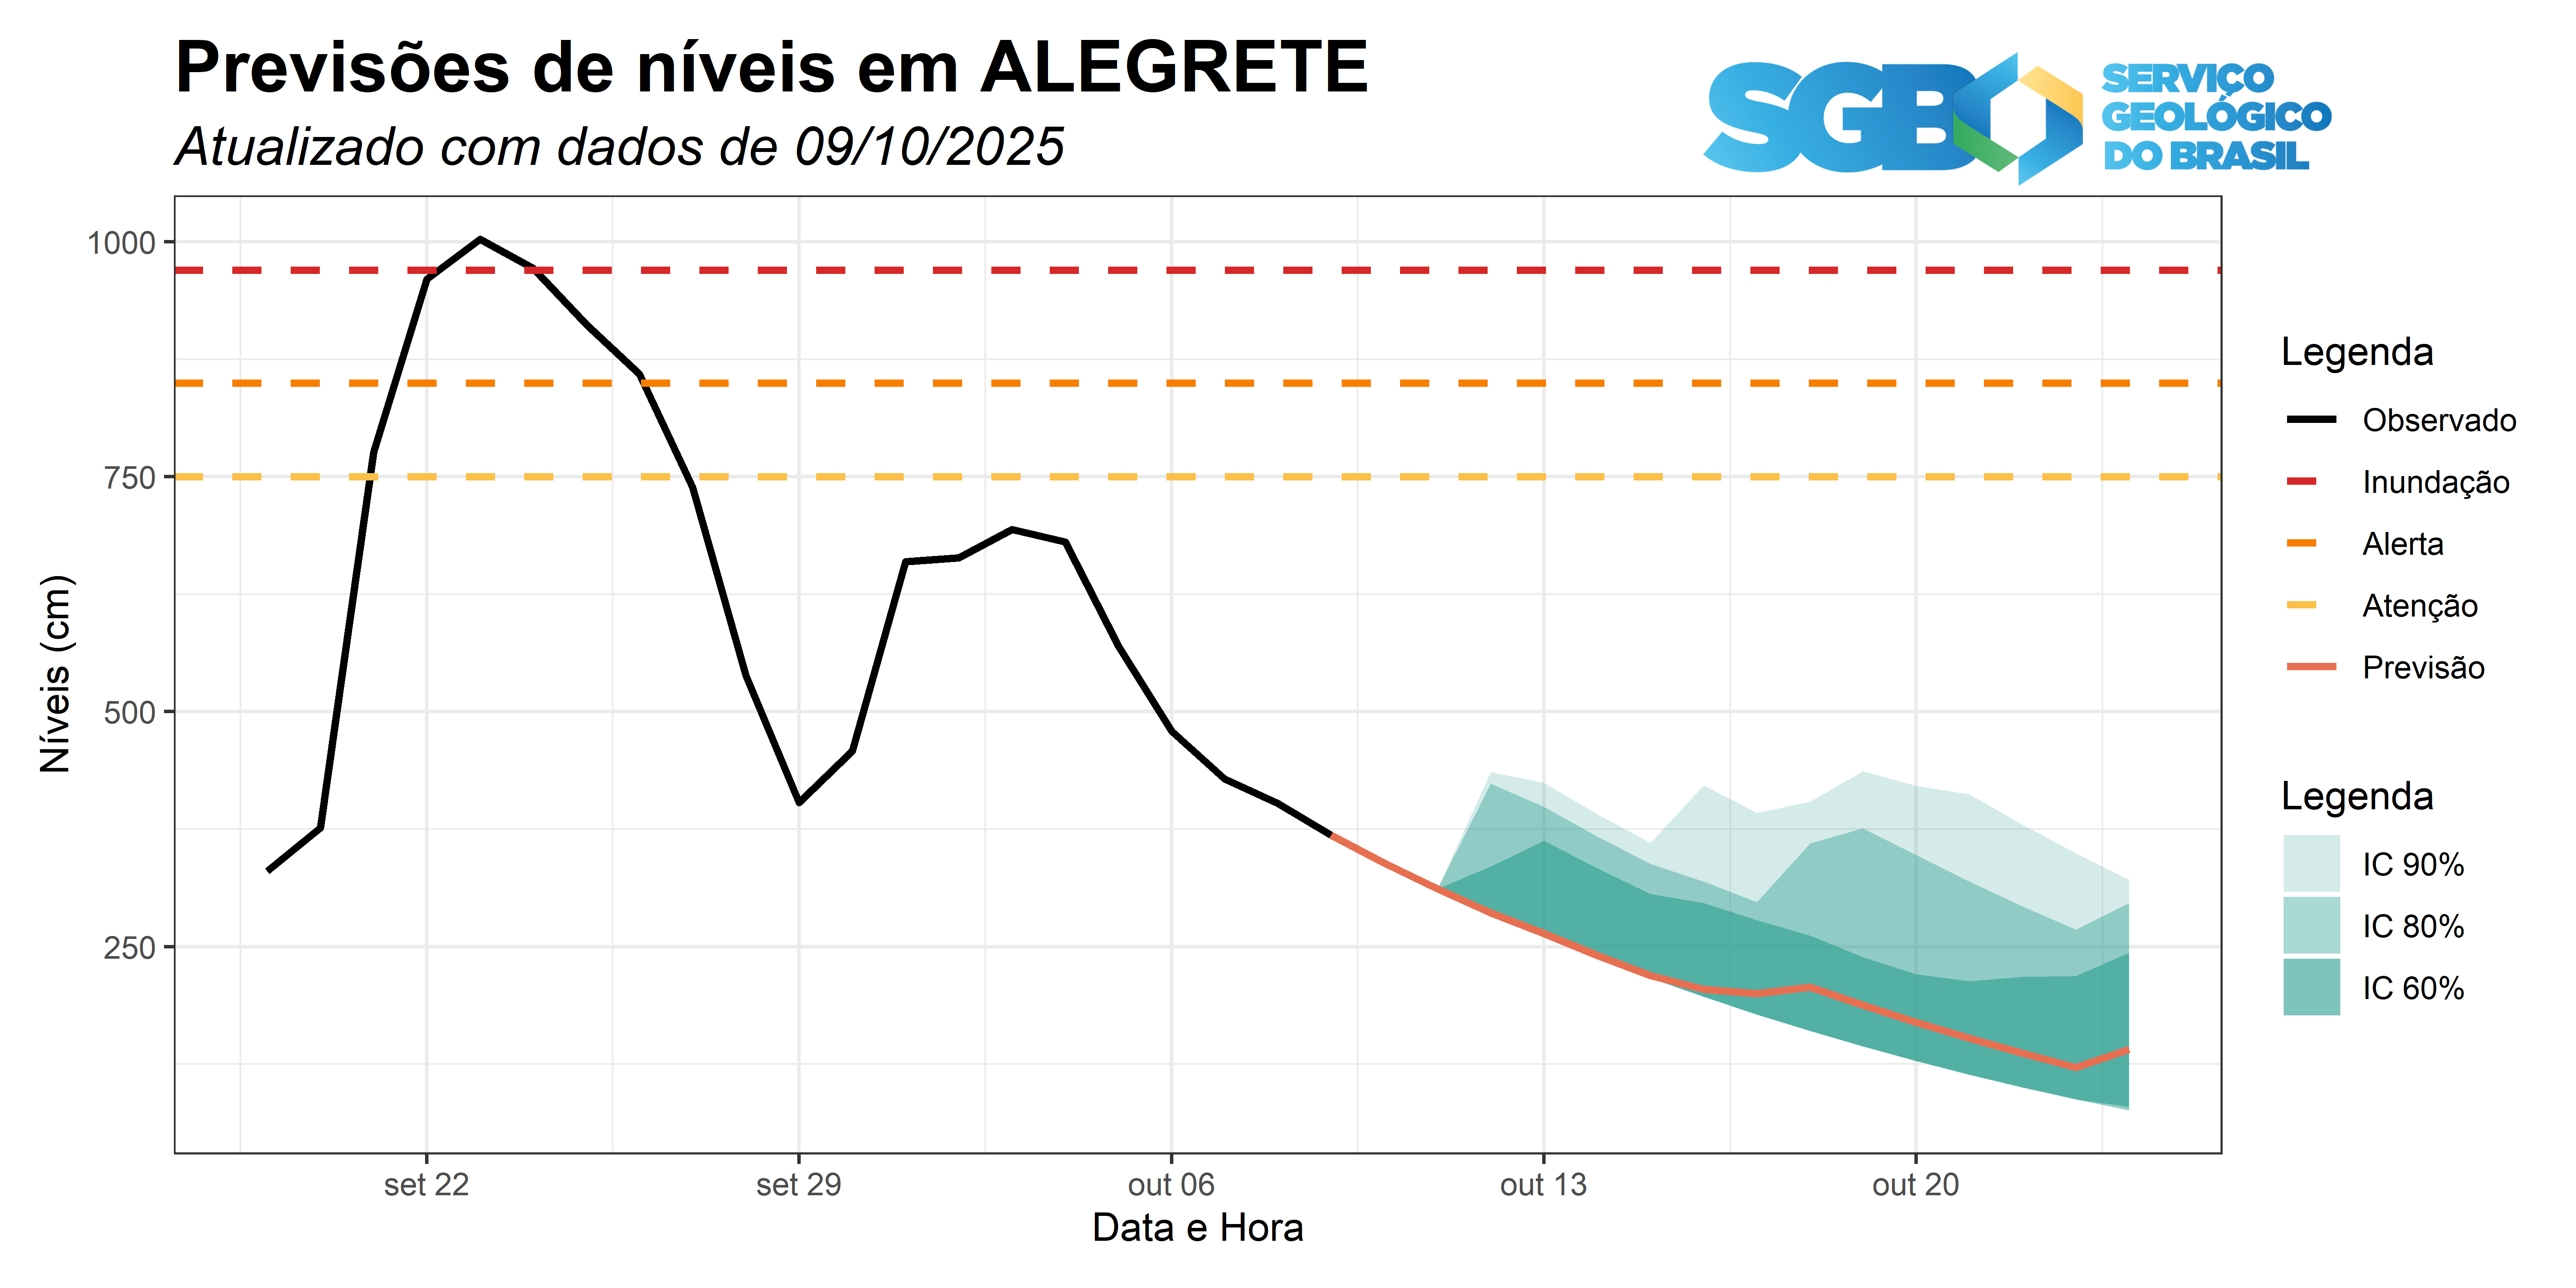 Previsões de níveis em ALEGRETE
Atualizado com dados de 09/10/2025
SGB
SERVIÇO
GEOLÓGICO
DO BRASIL
Níveis (cm)
1000
750
500
250
set 22
set 29
out 06
out 13
out 20
Data e Hora
Legenda
Observado
Inundação
Alerta
Atenção
Previsão
Legenda
IC 90%
IC 80%
IC 60%